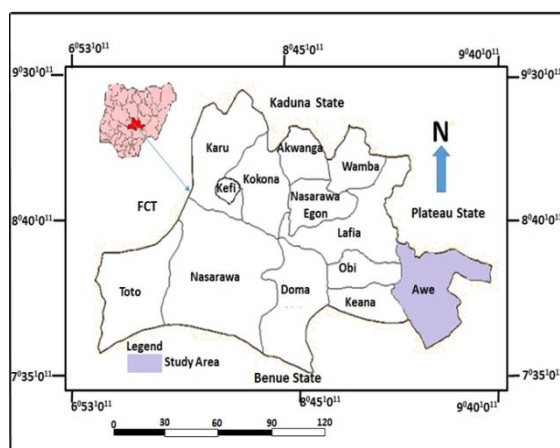 6⁰53¹0¹¹ 8⁰45¹0¹¹ 9⁰40¹0¹¹
9⁰30¹0¹¹ 9⁰30¹0¹¹
Kaduna State
N
Karu
Akwanga
Wamba
Kokona
Kefi
Nasarawa
Egon
FCT
Plateau State
8⁰40¹0¹¹ 8⁰40¹0¹¹
Lafia
Obi
Toto
Nasarawa
Doma
Keana
Awe
Legend
Study Area
Benue State
7⁰35¹0¹¹ 7⁰35¹0¹¹
6⁰53¹0¹¹ 8⁰45¹0¹¹ 9⁰40¹0¹¹
0 30 60 90 120